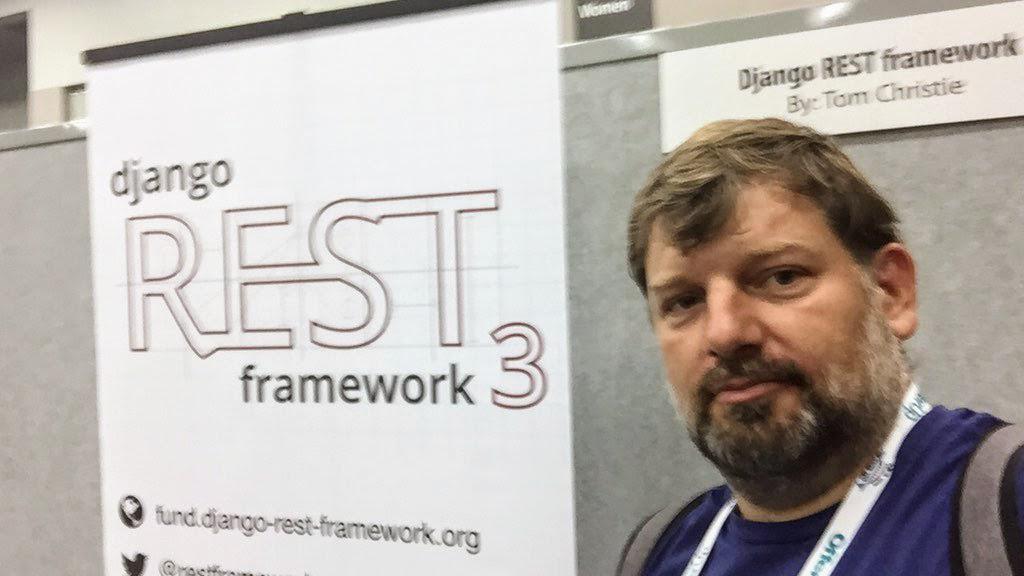 Women
Django REST framework
By: Tom Christie
django
REST
framework 3
fund.django-rest-framework.org